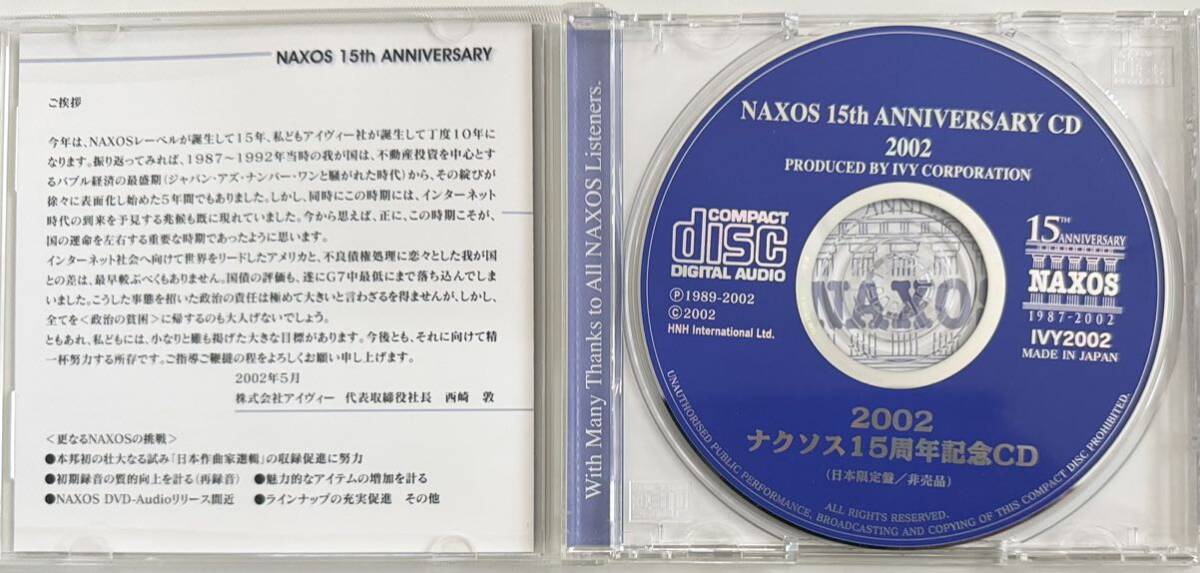 NAXOS 15th ANNIVERSARY
ご挨拶
今年は、NAXOSレーベルが誕生して15年、私どもアイヴィー社が誕生して丁度10年に
なります。振り返ってみれば、1987〜1992年当時の我が国は、不動産投資を中心とす
るバブル経済の最盛期(ジャパン・アズ・ナンバー・ワンと騒がれた時代)から、その綻びが
徐々に表面化し始めた5年間でもありました。しかし、同時にこの時期には、インターネット
時代の到来を予見する兆候も既に現れていました。今から思えば、正に、この時期こそが、
国の運命を左右する重要な時期であったように思います。
インターネット社会へ向けて世界をリードしたアメリカと、不良債権処理に恋々とした我が国
との差は、最早較ぶべくもありません。国債の評価も、遂にG7中最低にまで落ち込んでしま
いました。こうした事態を招いた政治の責任は極めて大きいと言わざるを得ませんが、しかし、
全てを<政治の貧困>に帰するのも大人げないでしょう。
ともあれ、私どもには、小なりと雖も掲げた大きな目標があります。今後とも、それに向けて精
一杯努力する所存です。ご指導ご鞭撻の程をよろしくお願い申し上げます。
2002年5月
株式会社アイヴィー 代表取締役社長 西崎 敦
<更なるNAXOSの挑戦>
●本邦初の壮大なる試み「日本作曲家選輯」の収録促進に努力
●初期録音の質的向上を計る(再録音) ●魅力的なアイテムの増加を計る
●NAXOS DVD-Audioリリース間近 ●ラインナップの充実促進 その他
With Many Thanks to All NAXOS Listeners.
NAXOS 15th ANNIVERSARY CD
2002
PRODUCED BY IVY CORPORATION
COMPACT
disc
DIGITAL AUDIO
℗1989-2002
©2002
HNH International Ltd.
15TH
ANNIVERSARY
NAXOS
1987-2002
IVY2002
MADE IN JAPAN
NAXO
2002
ナクソス15周年記念CD
(日本限定盤/非売品)
ALL RIGHTS RESERVED.
UNAUTHORISED PUBLIC PERFORMANCE, BROADCASTING AND COPYING OF THIS COMPACT DISC PROHIBITED.